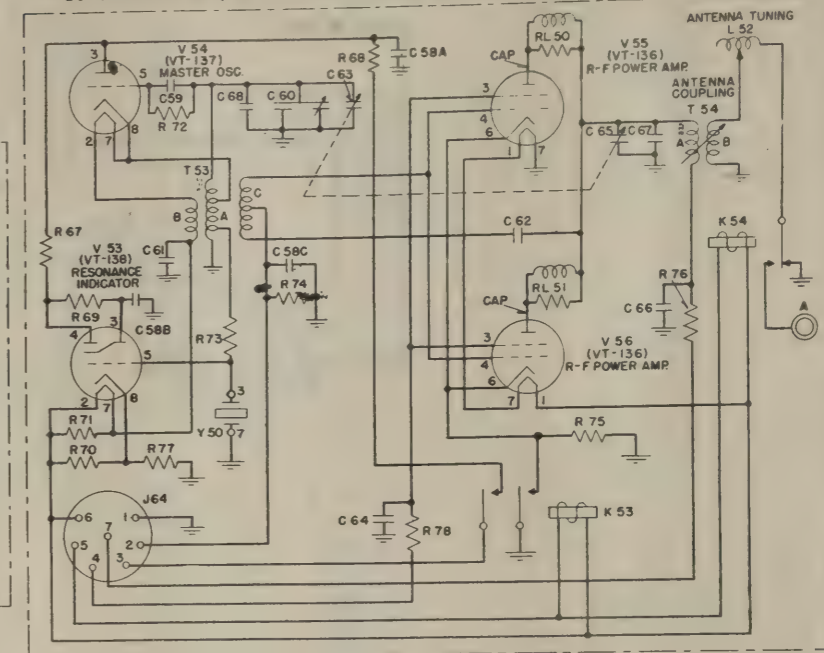 V 54
(VT-137)
MASTER OSC.
3
5
2
7
8
C59
R 72
C 68
C 60
C 63
R 68
C 58A
RL 50
CAP
3
4
6
1
7
V 55
(VT-136)
R-F POWER AMP.
ANTENNA TUNING
L 52
ANTENNA
COUPLING
T 54
A
B
C 65
C 67
T 53
B
A
C
R 67
C 61
V 53
(VT-138)
RESONANCE
INDICATOR
R 69
C 58B
3
4
5
2
7
8
C 58C
R 74
R 73
C 62
RL 51
CAP
3
4
6
7
1
V 56
(VT-136)
R-F POWER AMP.
K 54
R 76
C 66
A
3
Y 50
7
R 71
R 70
R 77
R 75
J64
6
1
7
5
2
4
3
C 64
R 78
K 53